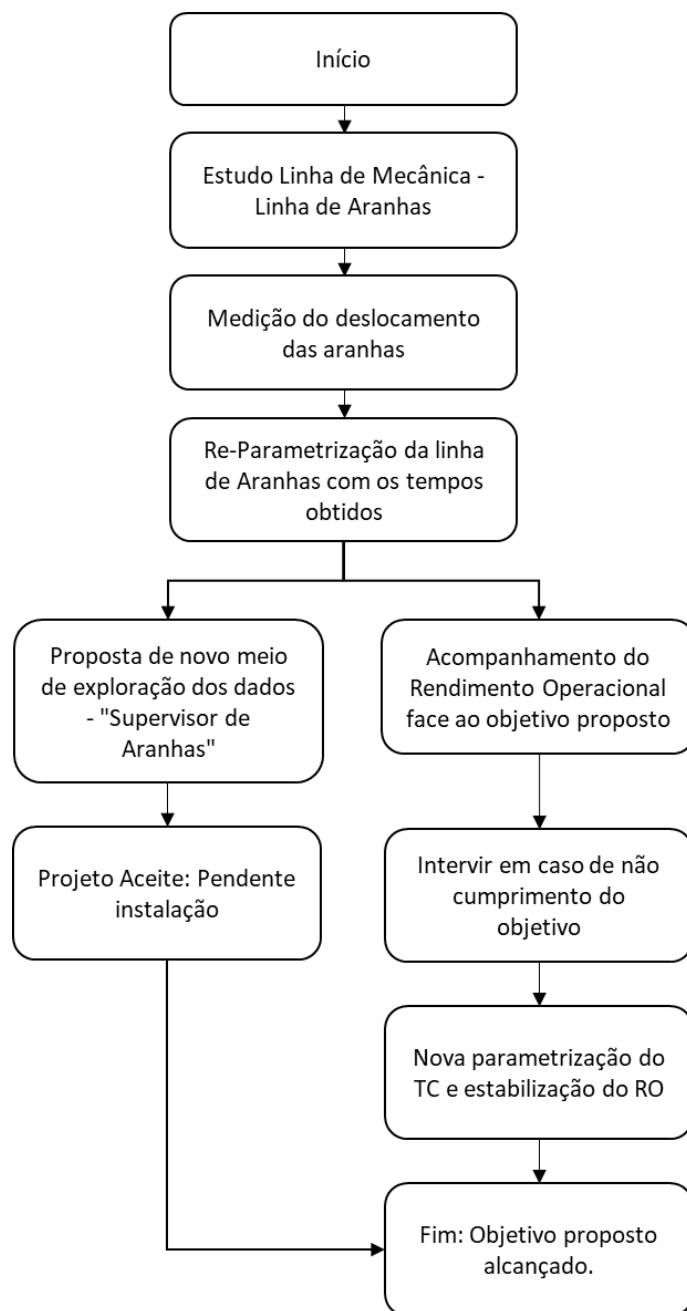 Início
Estudo Linha de Mecânica -
Linha de Aranhas
Medição do deslocamento
das aranhas
Re-Parametrização da linha
de Aranhas com os tempos
obtidos
Proposta de novo meio
de exploração dos dados
- "Supervisor de
Aranhas"
Acompanhamento do
Rendimento Operacional
face ao objetivo proposto
Projeto Aceite: Pendente
instalação
Intervir em caso de não
cumprimento do
objetivo
Nova parametrização do
TC e estabilização do RO
Fim: Objetivo proposto
alcançado.